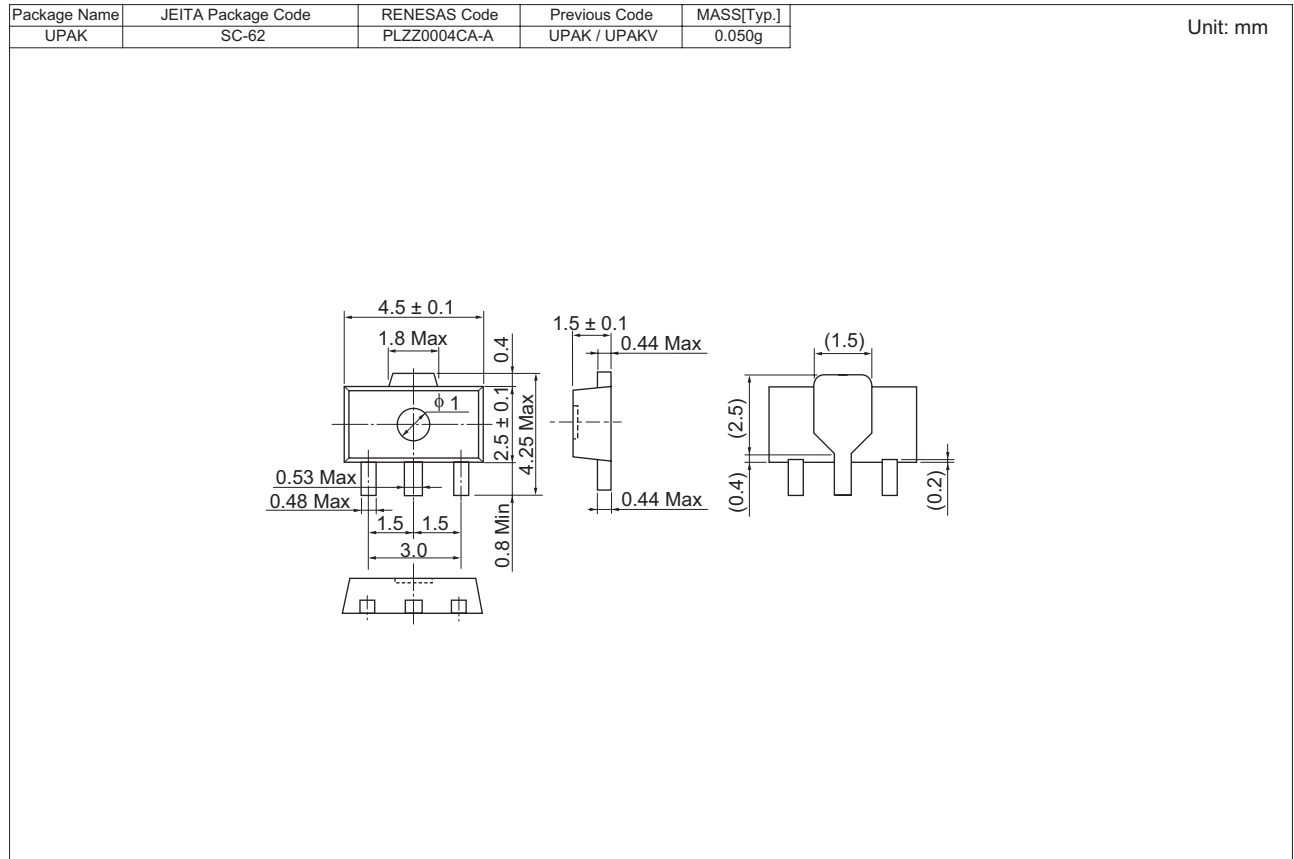 Package Name JEITA Package Code RENESAS Code Previous Code MASS[Typ.]
UPAK SC-62 PLZZ0004CA-A UPAK / UPAKV 0.050g
Unit: mm
4.5 ± 0.1
1.8 Max
0.4
φ 1
2.5 ± 0.1
4.25 Max
0.53 Max
0.48 Max
1.5 1.5
3.0
0.8 Min
1.5 ± 0.1
0.44 Max
0.44 Max
(1.5)
(2.5)
(0.4)
(0.2)